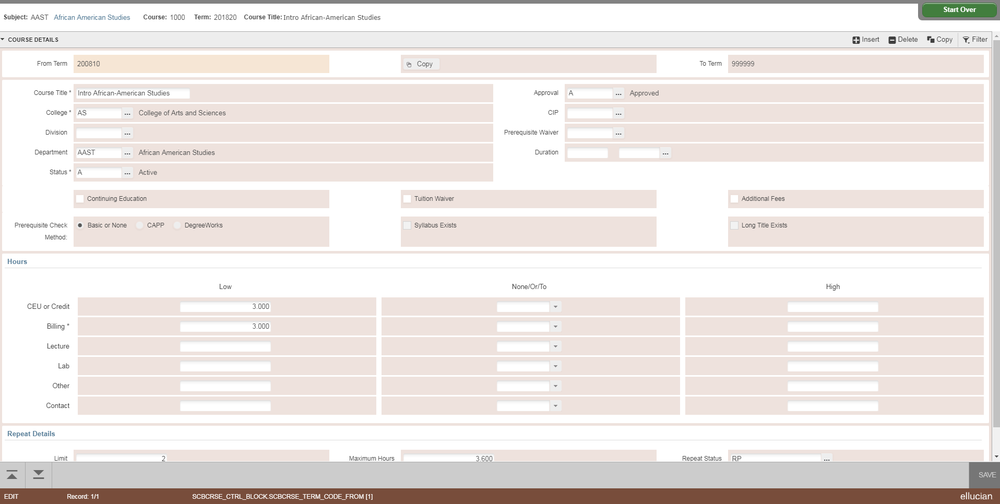 Subject: AAST African American Studies Course: 1000 Term: 201820 Course Title: Intro African-American Studies
Start Over
COURSE DETAILS
Insert Delete Copy Filter
From Term 200810 Copy To Term 999999
Course Title * Intro African-American Studies Approval A ... Approved
College * AS ... College of Arts and Sciences CIP ...
Division ... Prerequisite Waiver ...
Department AAST ... African American Studies Duration ...
Status * A ... Active
Continuing Education Tuition Waiver Additional Fees
Prerequisite Check Basic or None CAPP DegreeWorks Syllabus Exists Long Title Exists
Method:
Hours
Low None/Or/To High
CEU or Credit 3.000
Billing * 3.000
Lecture
Lab
Other
Contact
Repeat Details
Limit 2 Maximum Hours 3.600 Repeat Status RP ...
SAVE
EDIT Record: 1/1 SCBCRSE_CTRL_BLOCK.SCBCRSE_TERM_CODE_FROM [1] ellucian